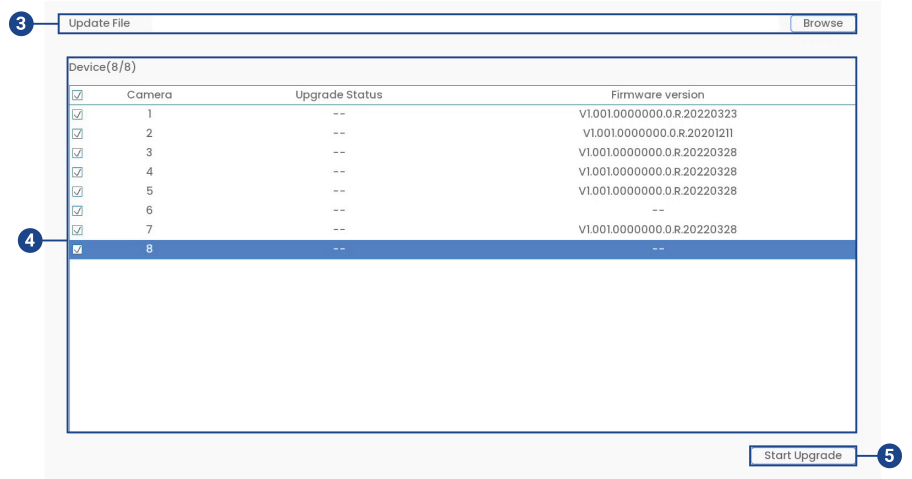 3 Update File Browse
Device(8/8)
Camera Upgrade Status Firmware version
1 -- V1.001.0000000.0.R.20220323
2 -- V1.001.0000000.0.R.20201211
3 -- V1.001.0000000.0.R.20220328
4 -- V1.001.0000000.0.R.20220328
5 -- V1.001.0000000.0.R.20220328
6 -- --
7 -- V1.001.0000000.0.R.20220328
4
8 -- --
Start Upgrade 5